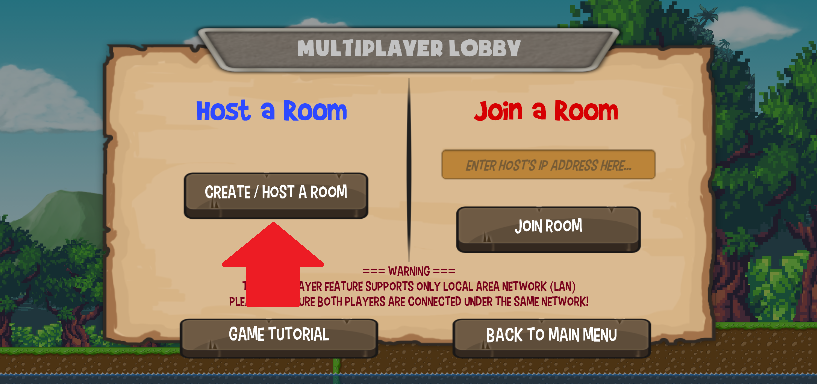 MULTIPLAYER LOBBY
Host a Room
Join a Room
ENTER HOST'S IP ADDRESS HERE...
CREATE / HOST A ROOM
JOIN ROOM
=== WARNING ===
FEATURE SUPPORTS ONLY LOCAL AREA NETWORK (LAN)
BOTH PLAYERS ARE CONNECTED UNDER THE SAME NETWORK!
GAME TUTORIAL
BACK TO MAIN MENU